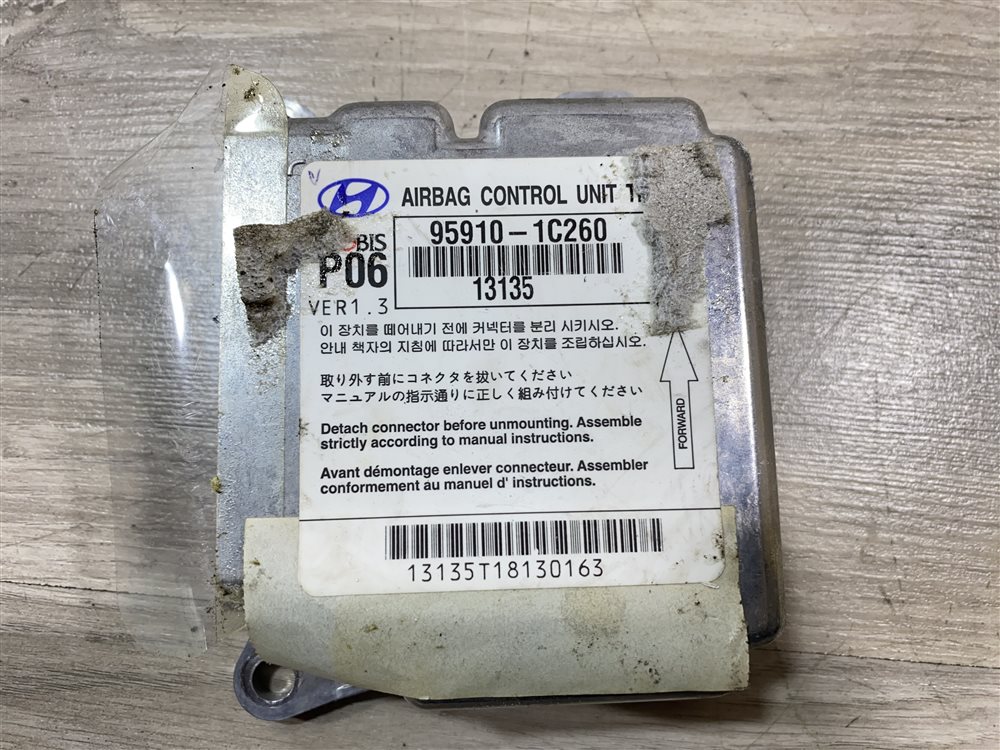 AIRBAG CONTROL UNIT
95910-1C260
BIS
P06
13135
VER1.3
이 장치를 떼어내기 전에 커넥터를 분리 시키시오.
안내 책자의 지침에 따라서만 이 장치를 조립하십시오.
取り外す前にコネクタを抜いてください
マニュアルの指示通りに正しく組み付けてください
FORWARD
Detach connector before unmounting. Assemble
strictly according to manual instructions.
Avant démontage enlever connecteur. Assembler
conformement au manuel d' instructions.
13135T18130163